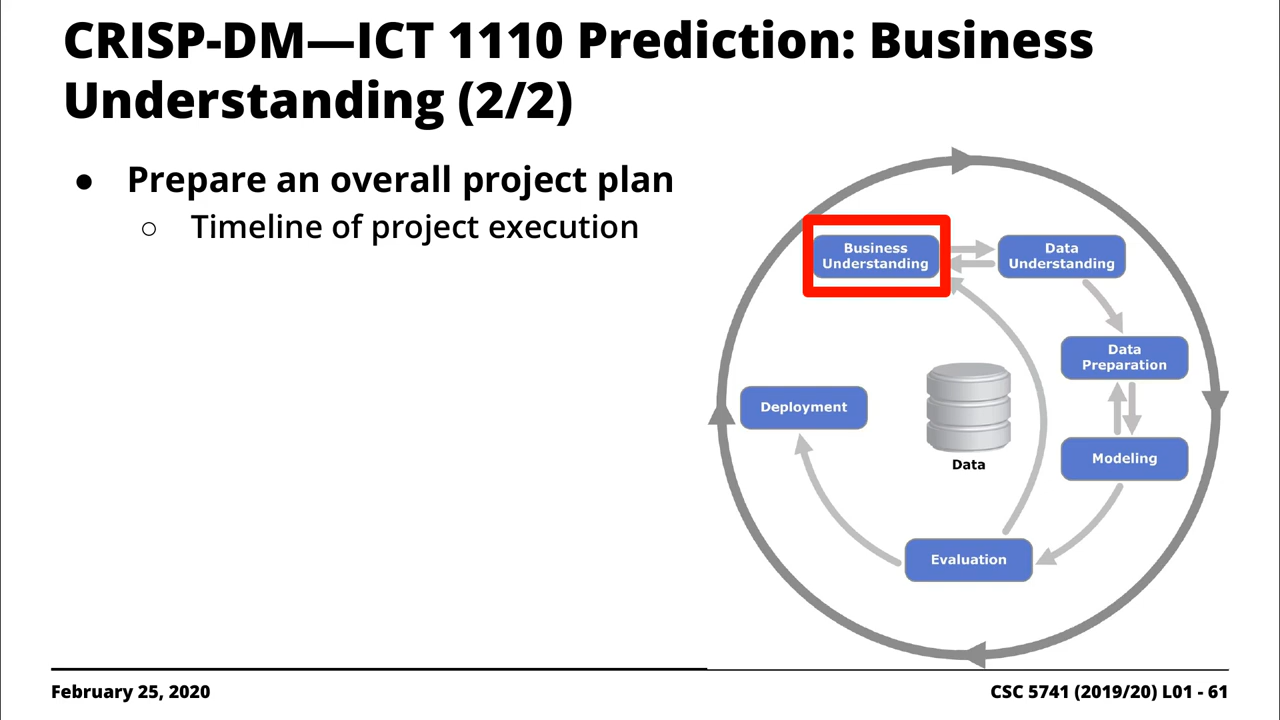 CRISP-DM—ICT 1110 Prediction: Business
Understanding (2/2)
● Prepare an overall project plan
○ Timeline of project execution
Business
Understanding
Data
Understanding
Data
Preparation
Deployment
Data
Modeling
Evaluation
February 25, 2020
CSC 5741 (2019/20) L01 - 61